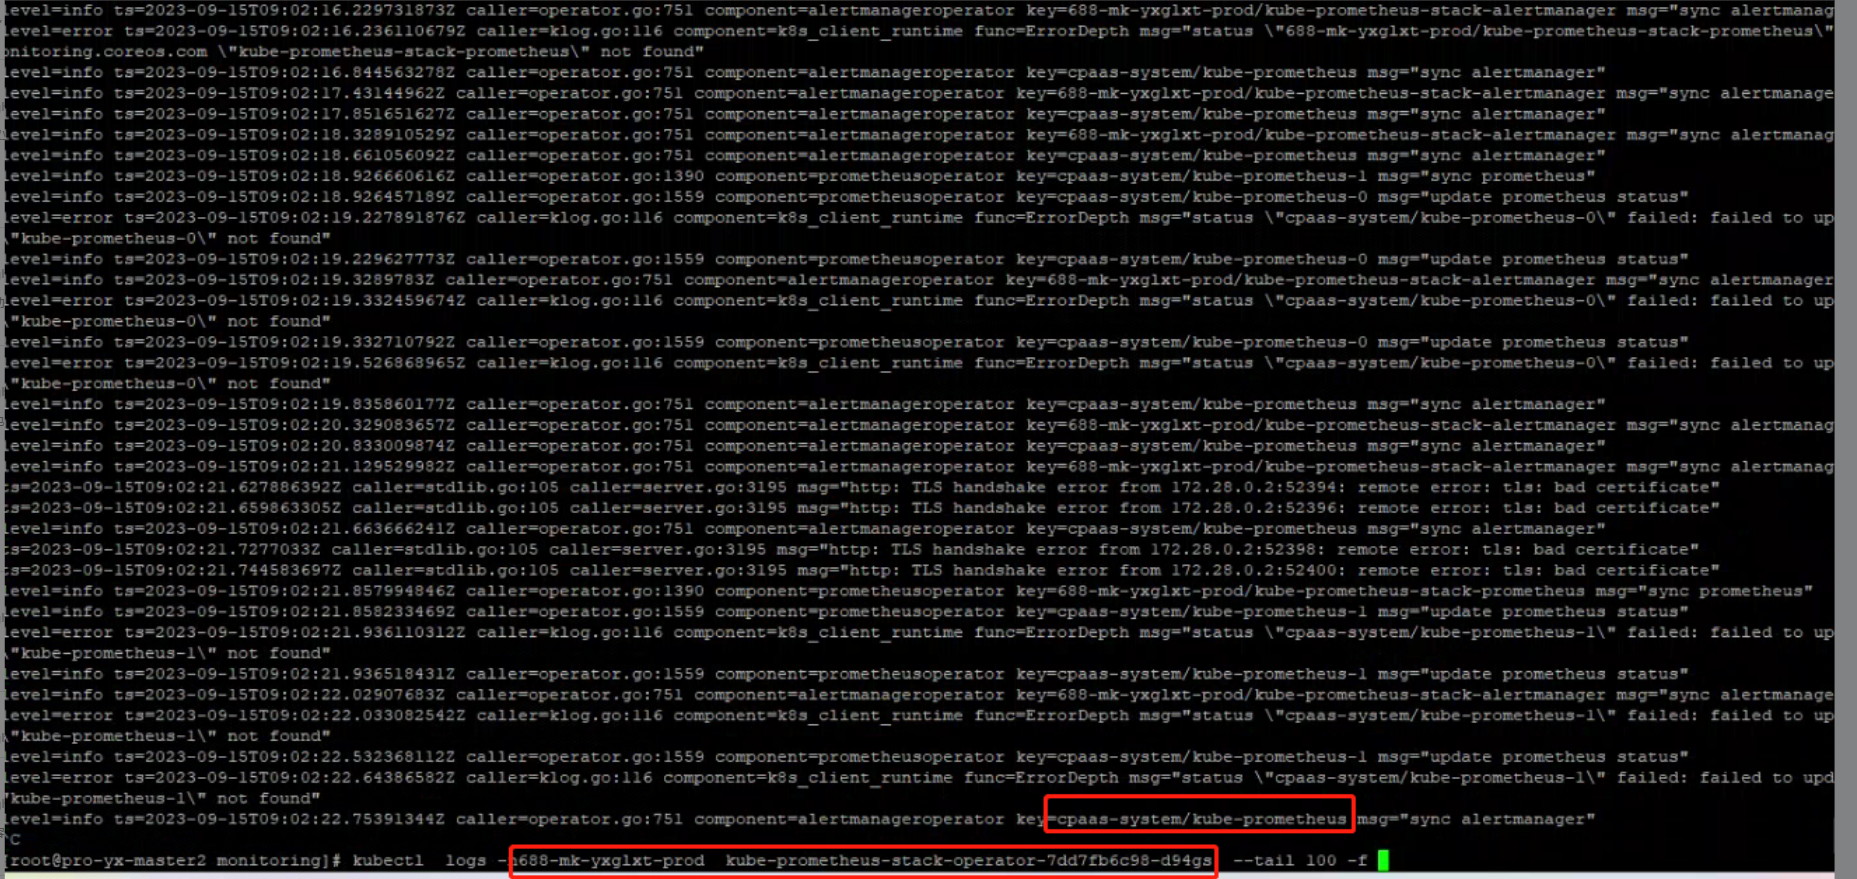 level=info ts=2023-09-15T09:02:16.229731873Z caller=operator.go:751 component=alertmanageroperator key=688-mk-yxglxt-prod/kube-prometheus-stack-alertmanager msg="sync alertmanag
level=error ts=2023-09-15T09:02:16.236110679Z caller=klog.go:116 component=k8s_client_runtime func=ErrorDepth msg="status \"688-mk-yxglxt-prod/kube-prometheus-stack-prometheus\"
onitoring.coreos.com \"kube-prometheus-stack-prometheus\" not found"
level=info ts=2023-09-15T09:02:16.844563278Z caller=operator.go:751 component=alertmanageroperator key=cpaas-system/kube-prometheus msg="sync alertmanager"
level=info ts=2023-09-15T09:02:17.43144962Z caller=operator.go:751 component=alertmanageroperator key=688-mk-yxglxt-prod/kube-prometheus-stack-alertmanager msg="sync alertmanage
level=info ts=2023-09-15T09:02:17.851651627Z caller=operator.go:751 component=alertmanageroperator key=cpaas-system/kube-prometheus msg="sync alertmanager"
level=info ts=2023-09-15T09:02:18.328910529Z caller=operator.go:751 component=alertmanageroperator key=688-mk-yxglxt-prod/kube-prometheus-stack-alertmanager msg="sync alertmanag
level=info ts=2023-09-15T09:02:18.661056092Z caller=operator.go:751 component=alertmanageroperator key=cpaas-system/kube-prometheus msg="sync alertmanager"
level=info ts=2023-09-15T09:02:18.926660616Z caller=operator.go:1390 component=prometheusoperator key=cpaas-system/kube-prometheus-1 msg="sync prometheus"
level=info ts=2023-09-15T09:02:18.926457189Z caller=operator.go:1559 component=prometheusoperator key=cpaas-system/kube-prometheus-0 msg="update prometheus status"
level=error ts=2023-09-15T09:02:19.227891876Z caller=klog.go:116 component=k8s_client_runtime func=ErrorDepth msg="status \"cpaas-system/kube-prometheus-0\" failed: failed to up
\"kube-prometheus-0\" not found"
level=info ts=2023-09-15T09:02:19.229627773Z caller=operator.go:1559 component=prometheusoperator key=cpaas-system/kube-prometheus-0 msg="update prometheus status"
level=info ts=2023-09-15T09:02:19.3289783Z caller=operator.go:751 component=alertmanageroperator key=688-mk-yxglxt-prod/kube-prometheus-stack-alertmanager msg="sync alertmanager
level=error ts=2023-09-15T09:02:19.332459674Z caller=klog.go:116 component=k8s_client_runtime func=ErrorDepth msg="status \"cpaas-system/kube-prometheus-0\" failed: failed to up
\"kube-prometheus-0\" not found"
level=info ts=2023-09-15T09:02:19.332710792Z caller=operator.go:1559 component=prometheusoperator key=cpaas-system/kube-prometheus-0 msg="update prometheus status"
level=error ts=2023-09-15T09:02:19.526868965Z caller=klog.go:116 component=k8s_client_runtime func=ErrorDepth msg="status \"cpaas-system/kube-prometheus-0\" failed: failed to up
\"kube-prometheus-0\" not found"
level=info ts=2023-09-15T09:02:19.835860177Z caller=operator.go:751 component=alertmanageroperator key=cpaas-system/kube-prometheus msg="sync alertmanager"
level=info ts=2023-09-15T09:02:20.329083657Z caller=operator.go:751 component=alertmanageroperator key=688-mk-yxglxt-prod/kube-prometheus-stack-alertmanager msg="sync alertmanag
level=info ts=2023-09-15T09:02:20.833009874Z caller=operator.go:751 component=alertmanageroperator key=cpaas-system/kube-prometheus msg="sync alertmanager"
level=info ts=2023-09-15T09:02:21.129529982Z caller=operator.go:751 component=alertmanageroperator key=688-mk-yxglxt-prod/kube-prometheus-stack-alertmanager msg="sync alertmanag
ts=2023-09-15T09:02:21.627886392Z caller=stdlib.go:105 caller=server.go:3195 msg="http: TLS handshake error from 172.28.0.2:52394: remote error: tls: bad certificate"
ts=2023-09-15T09:02:21.659863305Z caller=stdlib.go:105 caller=server.go:3195 msg="http: TLS handshake error from 172.28.0.2:52396: remote error: tls: bad certificate"
level=info ts=2023-09-15T09:02:21.663666241Z caller=operator.go:751 component=alertmanageroperator key=cpaas-system/kube-prometheus msg="sync alertmanager"
ts=2023-09-15T09:02:21.7277033Z caller=stdlib.go:105 caller=server.go:3195 msg="http: TLS handshake error from 172.28.0.2:52398: remote error: tls: bad certificate"
ts=2023-09-15T09:02:21.744583697Z caller=stdlib.go:105 caller=server.go:3195 msg="http: TLS handshake error from 172.28.0.2:52400: remote error: tls: bad certificate"
level=info ts=2023-09-15T09:02:21.857994846Z caller=operator.go:1390 component=prometheusoperator key=688-mk-yxglxt-prod/kube-prometheus-stack-prometheus msg="sync prometheus"
level=info ts=2023-09-15T09:02:21.858233469Z caller=operator.go:1559 component=prometheusoperator key=cpaas-system/kube-prometheus-1 msg="update prometheus status"
level=error ts=2023-09-15T09:02:21.936110312Z caller=klog.go:116 component=k8s_client_runtime func=ErrorDepth msg="status \"cpaas-system/kube-prometheus-1\" failed: failed to up
\"kube-prometheus-1\" not found"
level=info ts=2023-09-15T09:02:21.936518431Z caller=operator.go:1559 component=prometheusoperator key=cpaas-system/kube-prometheus-1 msg="update prometheus status"
level=info ts=2023-09-15T09:02:22.02907683Z caller=operator.go:751 component=alertmanageroperator key=688-mk-yxglxt-prod/kube-prometheus-stack-alertmanager msg="sync alertmanage
level=error ts=2023-09-15T09:02:22.033082542Z caller=klog.go:116 component=k8s_client_runtime func=ErrorDepth msg="status \"cpaas-system/kube-prometheus-1\" failed: failed to up
\"kube-prometheus-1\" not found"
level=info ts=2023-09-15T09:02:22.532368112Z caller=operator.go:1559 component=prometheusoperator key=cpaas-system/kube-prometheus-1 msg="update prometheus status"
level=error ts=2023-09-15T09:02:22.64386582Z caller=klog.go:116 component=k8s_client_runtime func=ErrorDepth msg="status \"cpaas-system/kube-prometheus-1\" failed: failed to upd
"kube-prometheus-1\" not found"
level=info ts=2023-09-15T09:02:22.75391344Z caller=operator.go:751 component=alertmanageroperator key=cpaas-system/kube-prometheus msg="sync alertmanager"
^C
[root@pro-yx-master2 monitoring]# kubectl  logs -n688-mk-yxglxt-prod  kube-prometheus-stack-operator-7dd7fb6c98-d94gs  --tail 100 -f